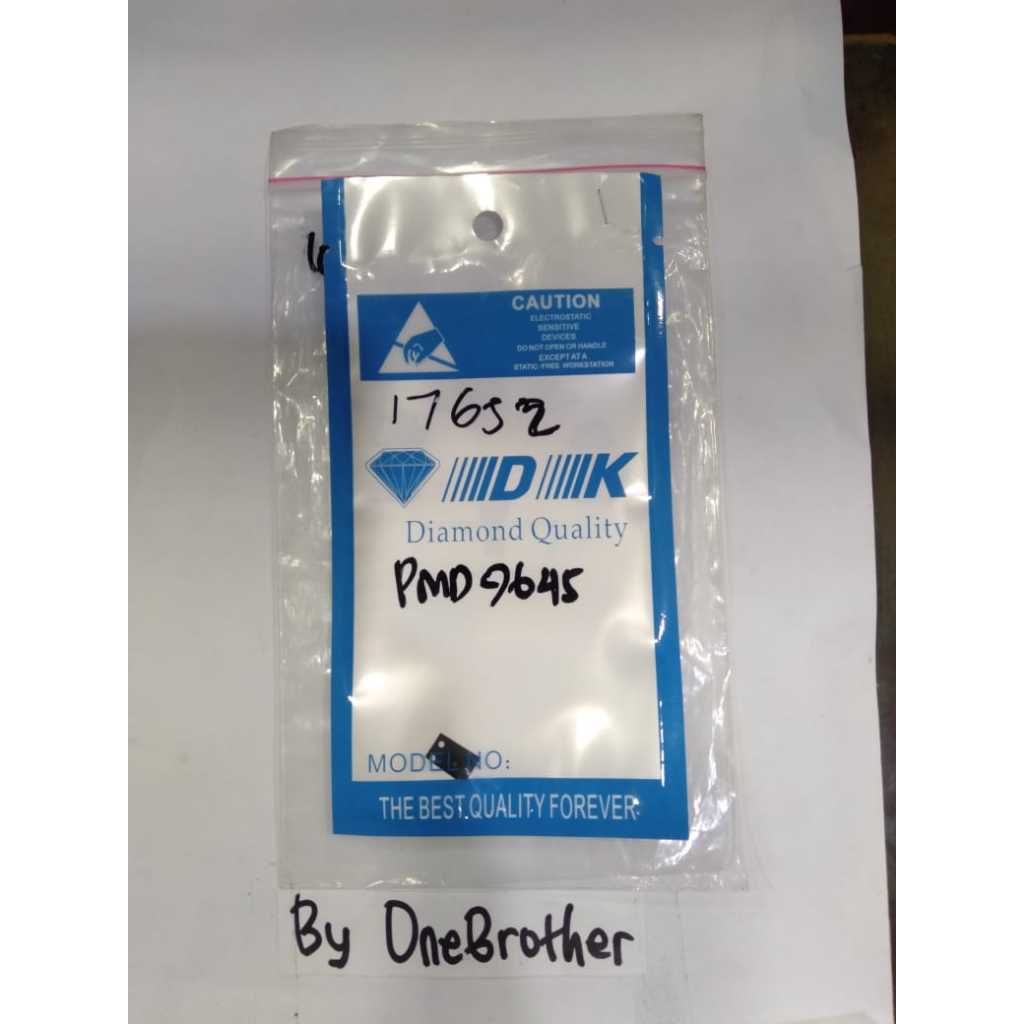 CAUTION
ELECTROSTATIC
SENSITIVE
DEVICES
DO NOT OPEN OR HANDLE
EXCEPT AT A
STATIC-FREE WORKSTATION
17652
DK
Diamond Quality
PMD9645
MODEL NO:
THE BEST QUALITY FOREVER
By OneBrother